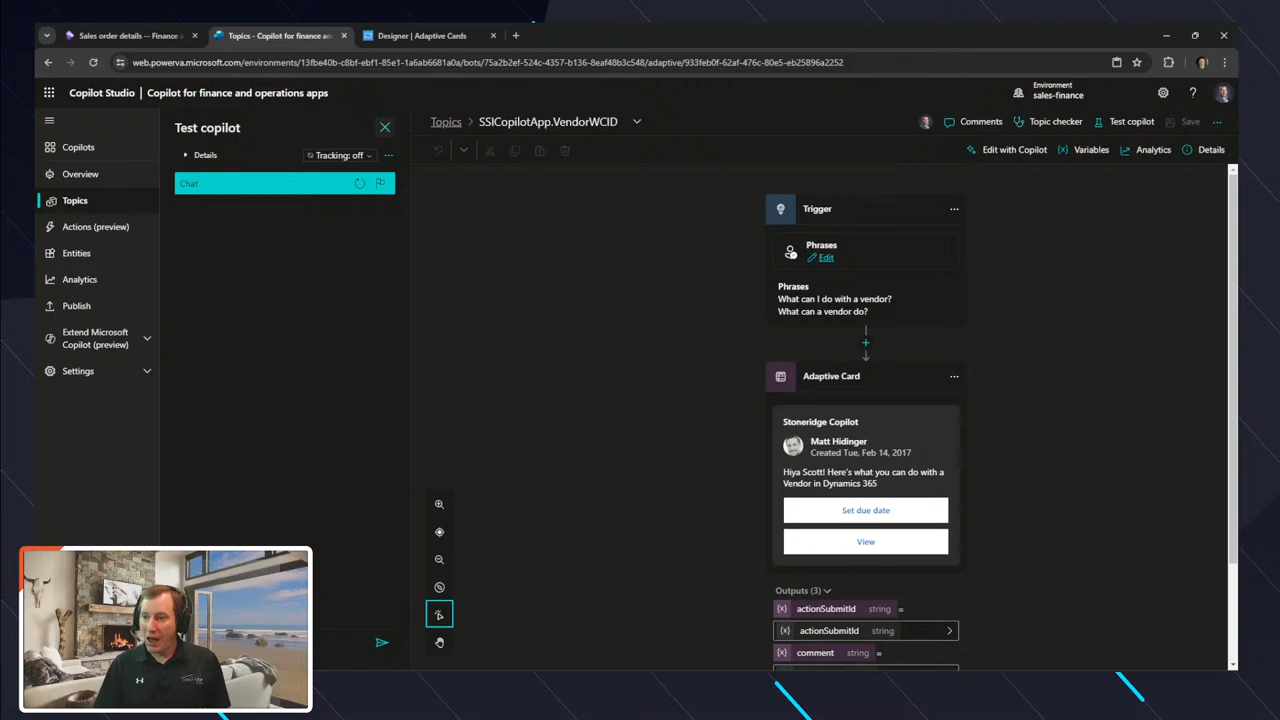 Sales order details -- Finance a
Topics - Copilot for finance and
Designer | Adaptive Cards
web.powerva.microsoft.com/environments/13fbe40b-c8bf-ebf1-85e1-1a6ab6681a0a/bots/75a2b2ef-524c-4357-b136-8eaf48b3c548/adaptive/933feb0f-62af-476c-80e5-eb25896a2252
Copilot Studio | Copilot for finance and operations apps
Environment
sales-finance
Copilots
Overview
Topics
Actions (preview)
Entities
Analytics
Publish
Extend Microsoft
Copilot (preview)
Settings
Test copilot
Details
Tracking: off
Chat
Topics > SSICopilotApp.VendorWCID
Comments
Topic checker
Test copilot
Save
Edit with Copilot
{x} Variables
Analytics
Details
Trigger
Phrases
Edit
Phrases
What can I do with a vendor?
What can a vendor do?
Adaptive Card
Stoneridge Copilot
Matt Hidinger
Created Tue, Feb 14, 2017
Hiya Scott! Here's what you can do with a
Vendor in Dynamics 365
Set due date
View
Outputs (3)
{x} actionSubmitId string =
{x} actionSubmitId string
{x} comment string =